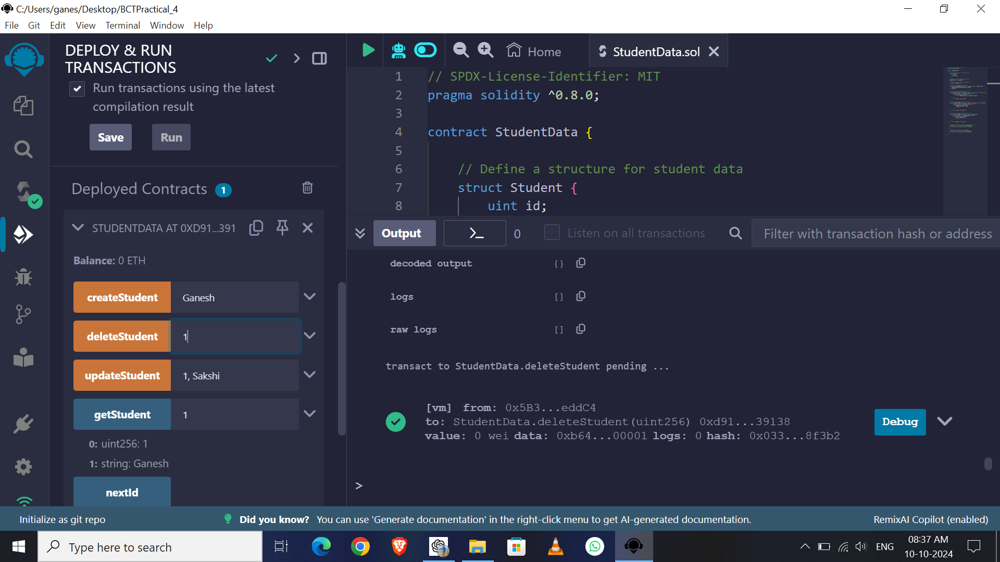 C:/Users/ganes/Desktop/BCTPractical_4
File Git Edit View Terminal Window Help
DEPLOY & RUN
TRANSACTIONS
Run transactions using the latest
compilation result
Save Run
Deployed Contracts 1
STUDENTDATA AT 0XD91...391
Balance: 0 ETH
createStudent Ganesh
deleteStudent 1
updateStudent 1, Sakshi
getStudent 1
0: uint256: 1
1: string: Ganesh
nextId
Home StudentData.sol
1 // SPDX-License-Identifier: MIT
2 pragma solidity ^0.8.0;
3
4 contract StudentData {
5
6 // Define a structure for student data
7 struct Student {
8 uint id;
Output >_ 0 Listen on all transactions Filter with transaction hash or address
decoded output {}
logs []
raw logs []
transact to StudentData.deleteStudent pending ...
[vm] from: 0x5B3...eddC4
to: StudentData.deleteStudent(uint256) 0xd91...39138
value: 0 wei data: 0xb64...00001 logs: 0 hash: 0x033...8f3b2
Debug
>
Initialize as git repo Did you know? You can use 'Generate documentation' in the right-click menu to get AI-generated documentation. RemixAI Copilot (enabled)
Type here to search
ENG
08:37 AM
10-10-2024